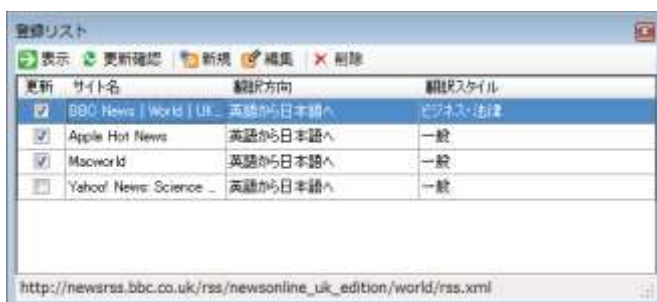 登録リスト
表示 更新確認 新規 編集 削除
更新 サイト名 翻訳方向 翻訳スタイル
BBC News | World | UK... 英語から日本語へ ビジネス・法律
Apple Hot News 英語から日本語へ 一般
Macworld 英語から日本語へ 一般
Yahoo! News: Science ... 英語から日本語へ 一般
http://newsrss.bbc.co.uk/rss/newsonline_uk_edition/world/rss.xml